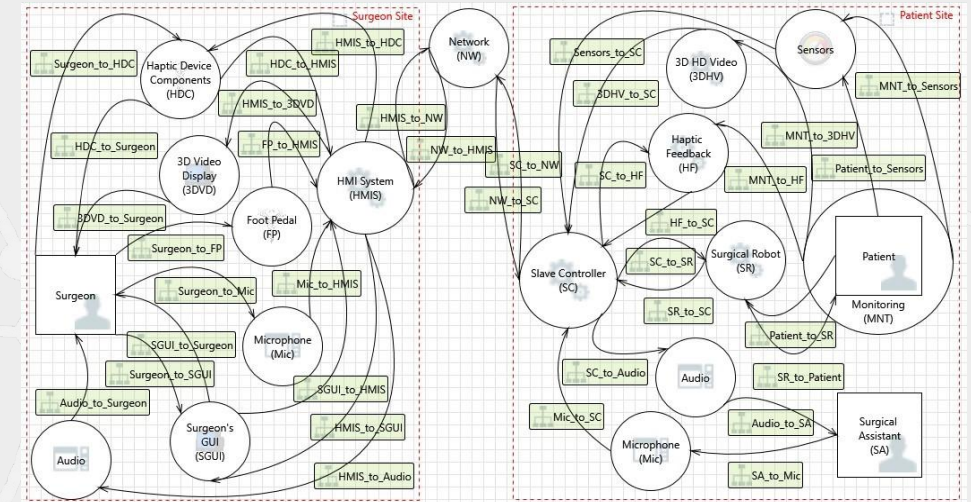 Surgeon Site
Patient Site
HMIS_to_HDC
Network
(NW)
Sensors
Sensors_to_SC
Surgeon_to_HDC
HDC_to_HMIS
Haptic Device
Components
(HDC)
3D HD Video
(3DHV)
MNT_to_Sensors
3DHV_to_SC
HMIS_to_3DVD
HMIS_to_NW
MNT_to_3DHV
HDC_to_Surgeon
FP_to_HMIS
NW_to_HMIS
SC_to_NW
Haptic
Feedback
(HF)
Patient_to_Sensors
3D Video
Display
(3DVD)
HMI System
(HMIS)
SC_to_HF
MNT_to_HF
NW_to_SC
3DVD_to_Surgeon
Foot Pedal
(FP)
HF_to_SC
Surgeon_to_FP
SC_to_SR
Surgical Robot
(SR)
Patient
Slave Controller
(SC)
Surgeon
Surgeon_to_Mic
Mic_to_HMIS
SR_to_SC
Monitoring
(MNT)
SGUI_to_Surgeon
Microphone
(Mic)
Patient_to_SR
Surgeon_to_SGUI
SC_to_Audio
Audio
SR_to_Patient
SGUI_to_HMIS
Audio_to_Surgeon
Mic_to_SC
Audio_to_SA
Surgeon's
GUI
(SGUI)
HMIS_to_SGUI
Surgical
Assistant
(SA)
Audio
Microphone
(Mic)
HMIS_to_Audio
SA_to_Mic